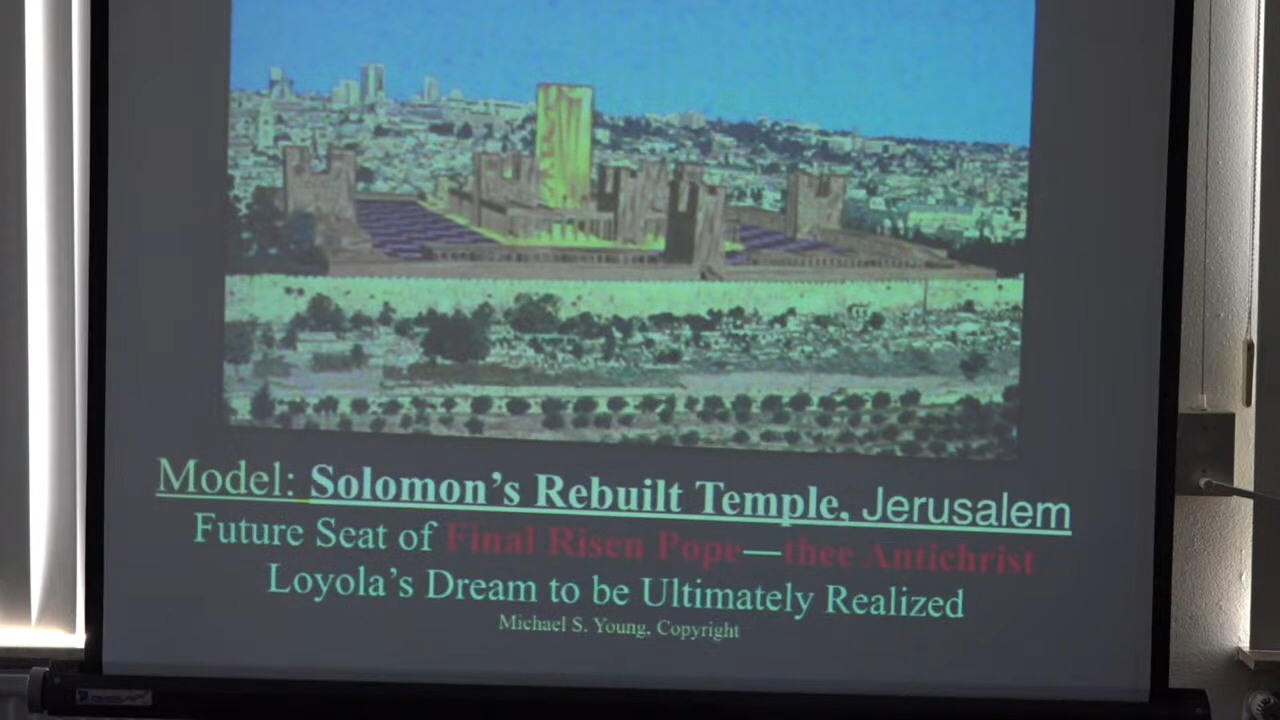 Model: Solomon's Rebuilt Temple, Jerusalem
Future Seat of Final Risen Pope—thee Antichrist
Loyola's Dream to be Ultimately Realized
Michael S. Young, Copyright